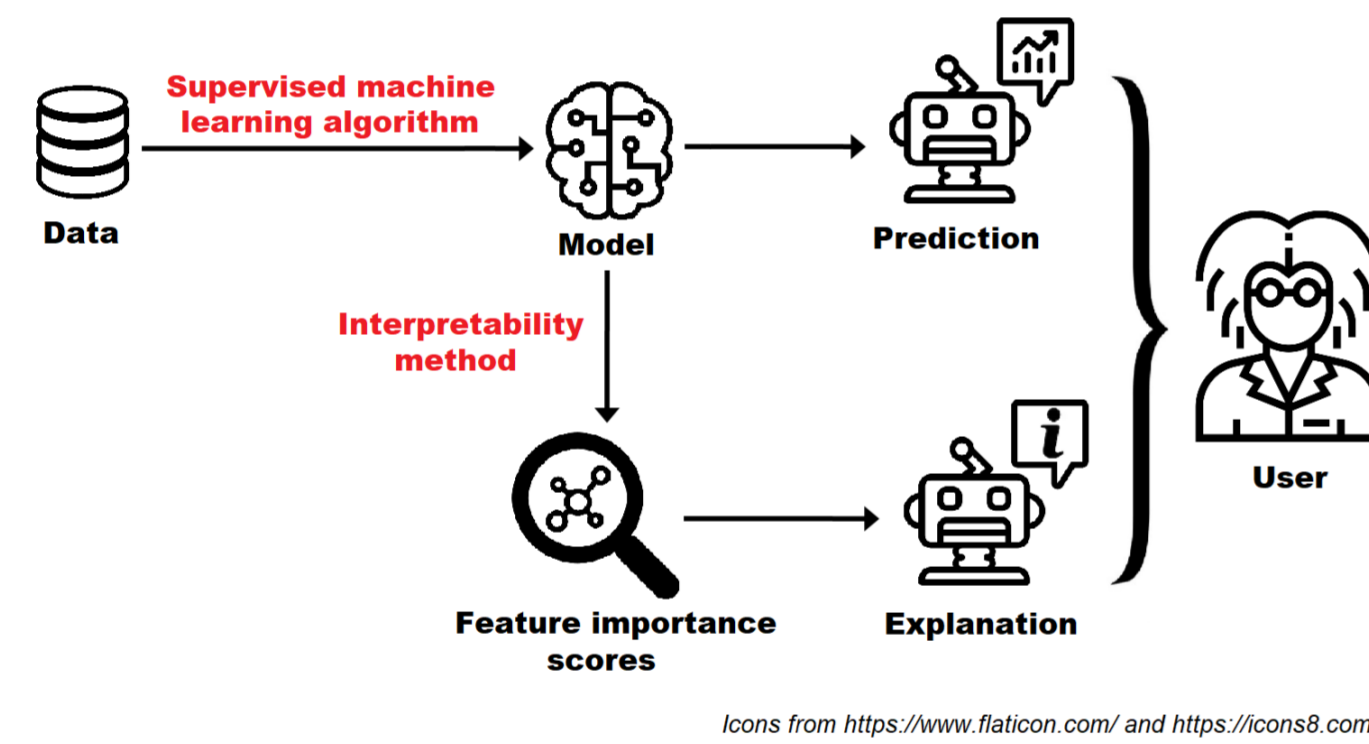 Supervised machine
learning algorithm
Data
Model
Prediction
Interpretability
method
User
Feature importance
scores
Explanation
Icons from https://www.flaticon.com/ and https://icons8.com